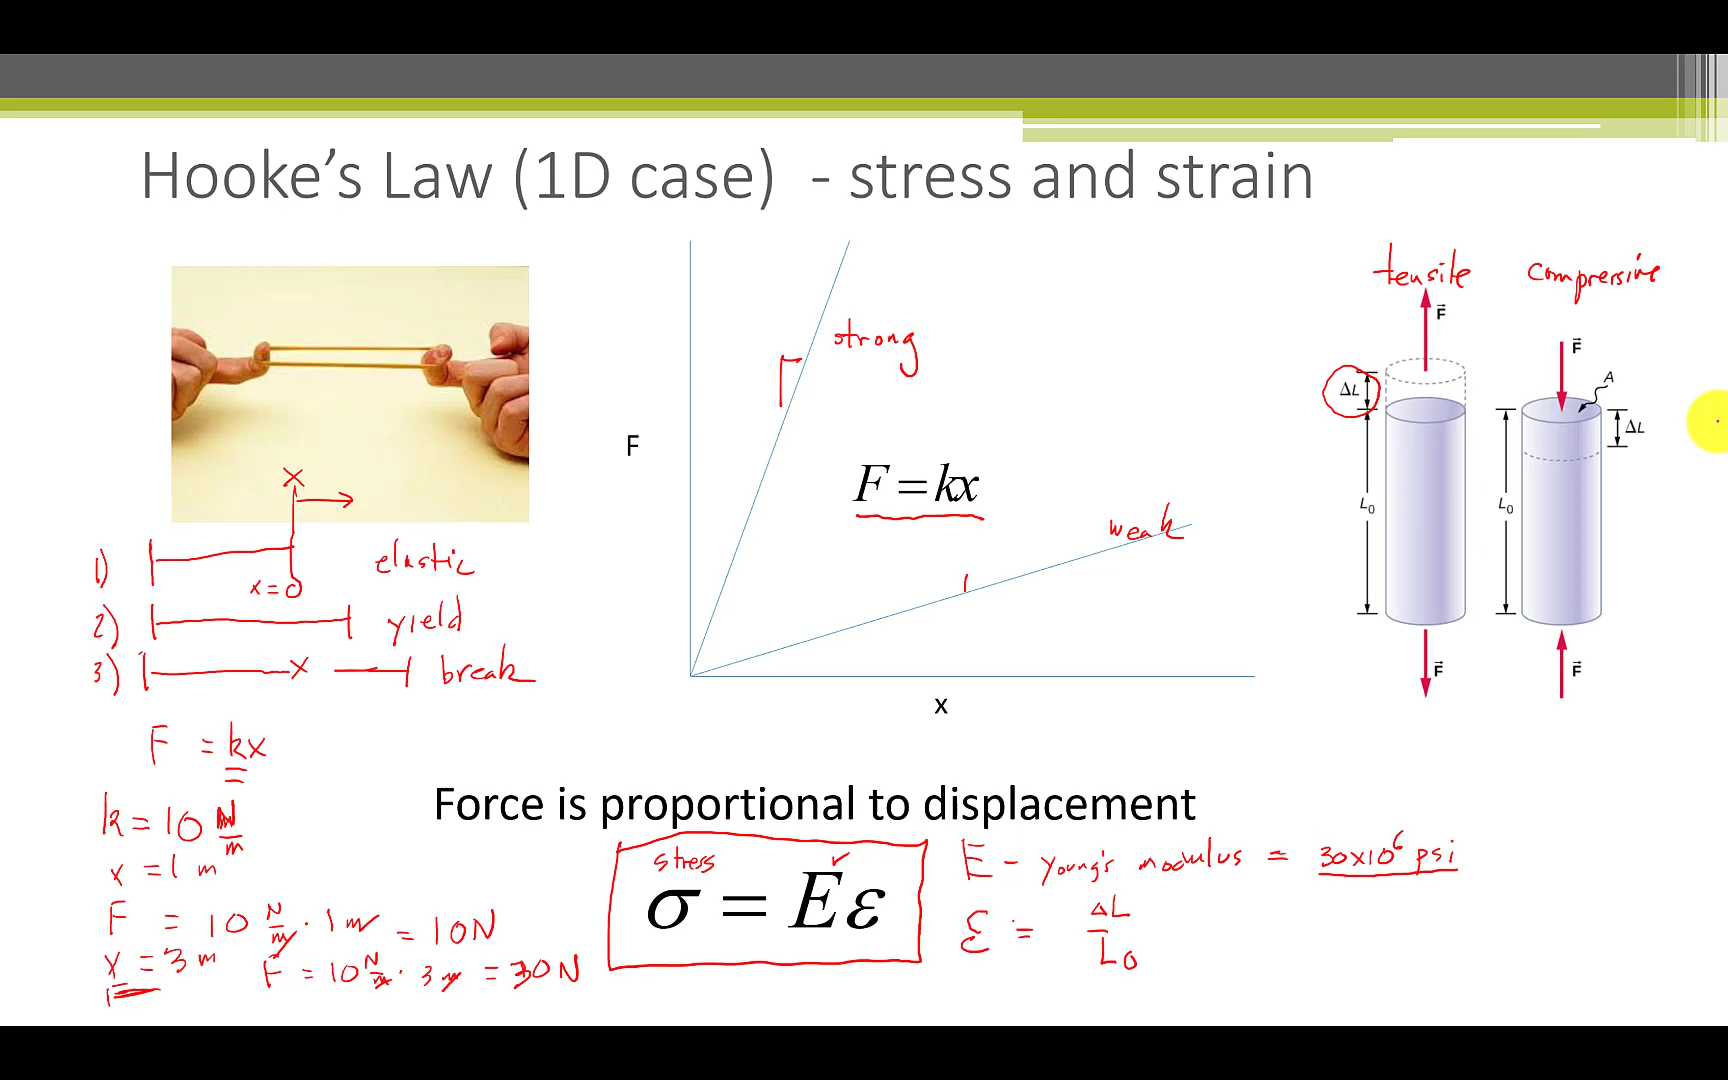 Hooke's Law (1D case) - stress and strain
x
1)
x=0
elastic
2)
yield
3)
x
break
F = kx
k = 10 N/m
x = 1 m
F = 10 N/m · 1 m = 10 N
x = 3 m
F = 10 N/m · 3 m = 30 N
F
strong
F = kx
weak
x
tensile
compressive
F
F
A
ΔL
ΔL
L0
L0
F
F
Force is proportional to displacement
stress
σ = Eε
E - Young's modulus = 30x10^6 psi
ε = ΔL/L0